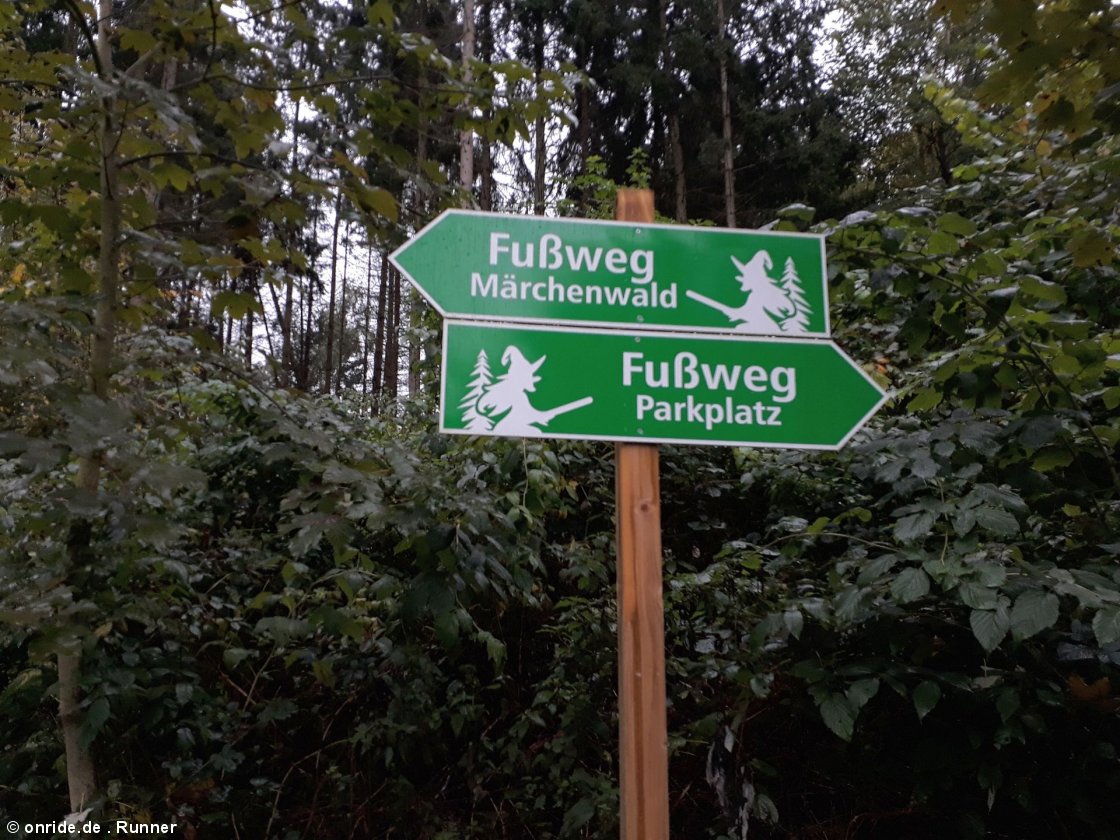 Fußweg
Märchenwald
Fußweg
Parkplatz
© onride.de . Runner